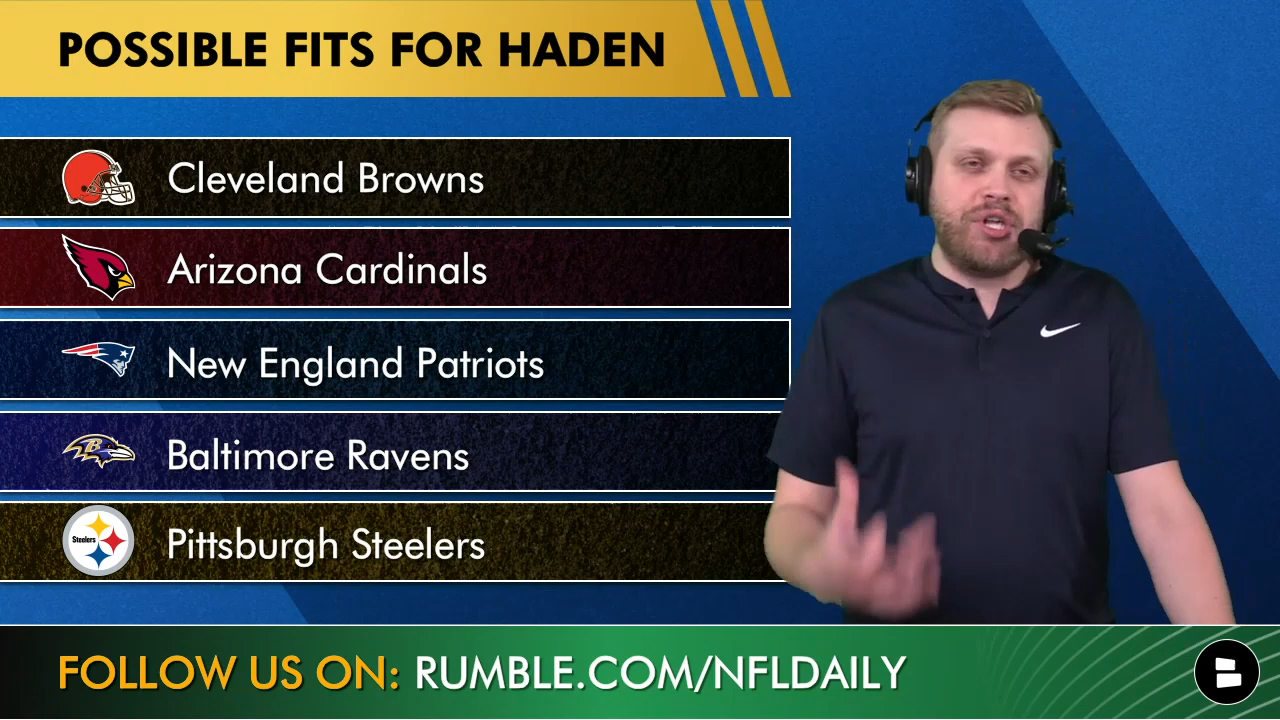 POSSIBLE FITS FOR HADEN
Cleveland Browns
Arizona Cardinals
New England Patriots
B
Baltimore Ravens
Steelers
Pittsburgh Steelers
FOLLOW US ON: RUMBLE.COM/NFLDAILY